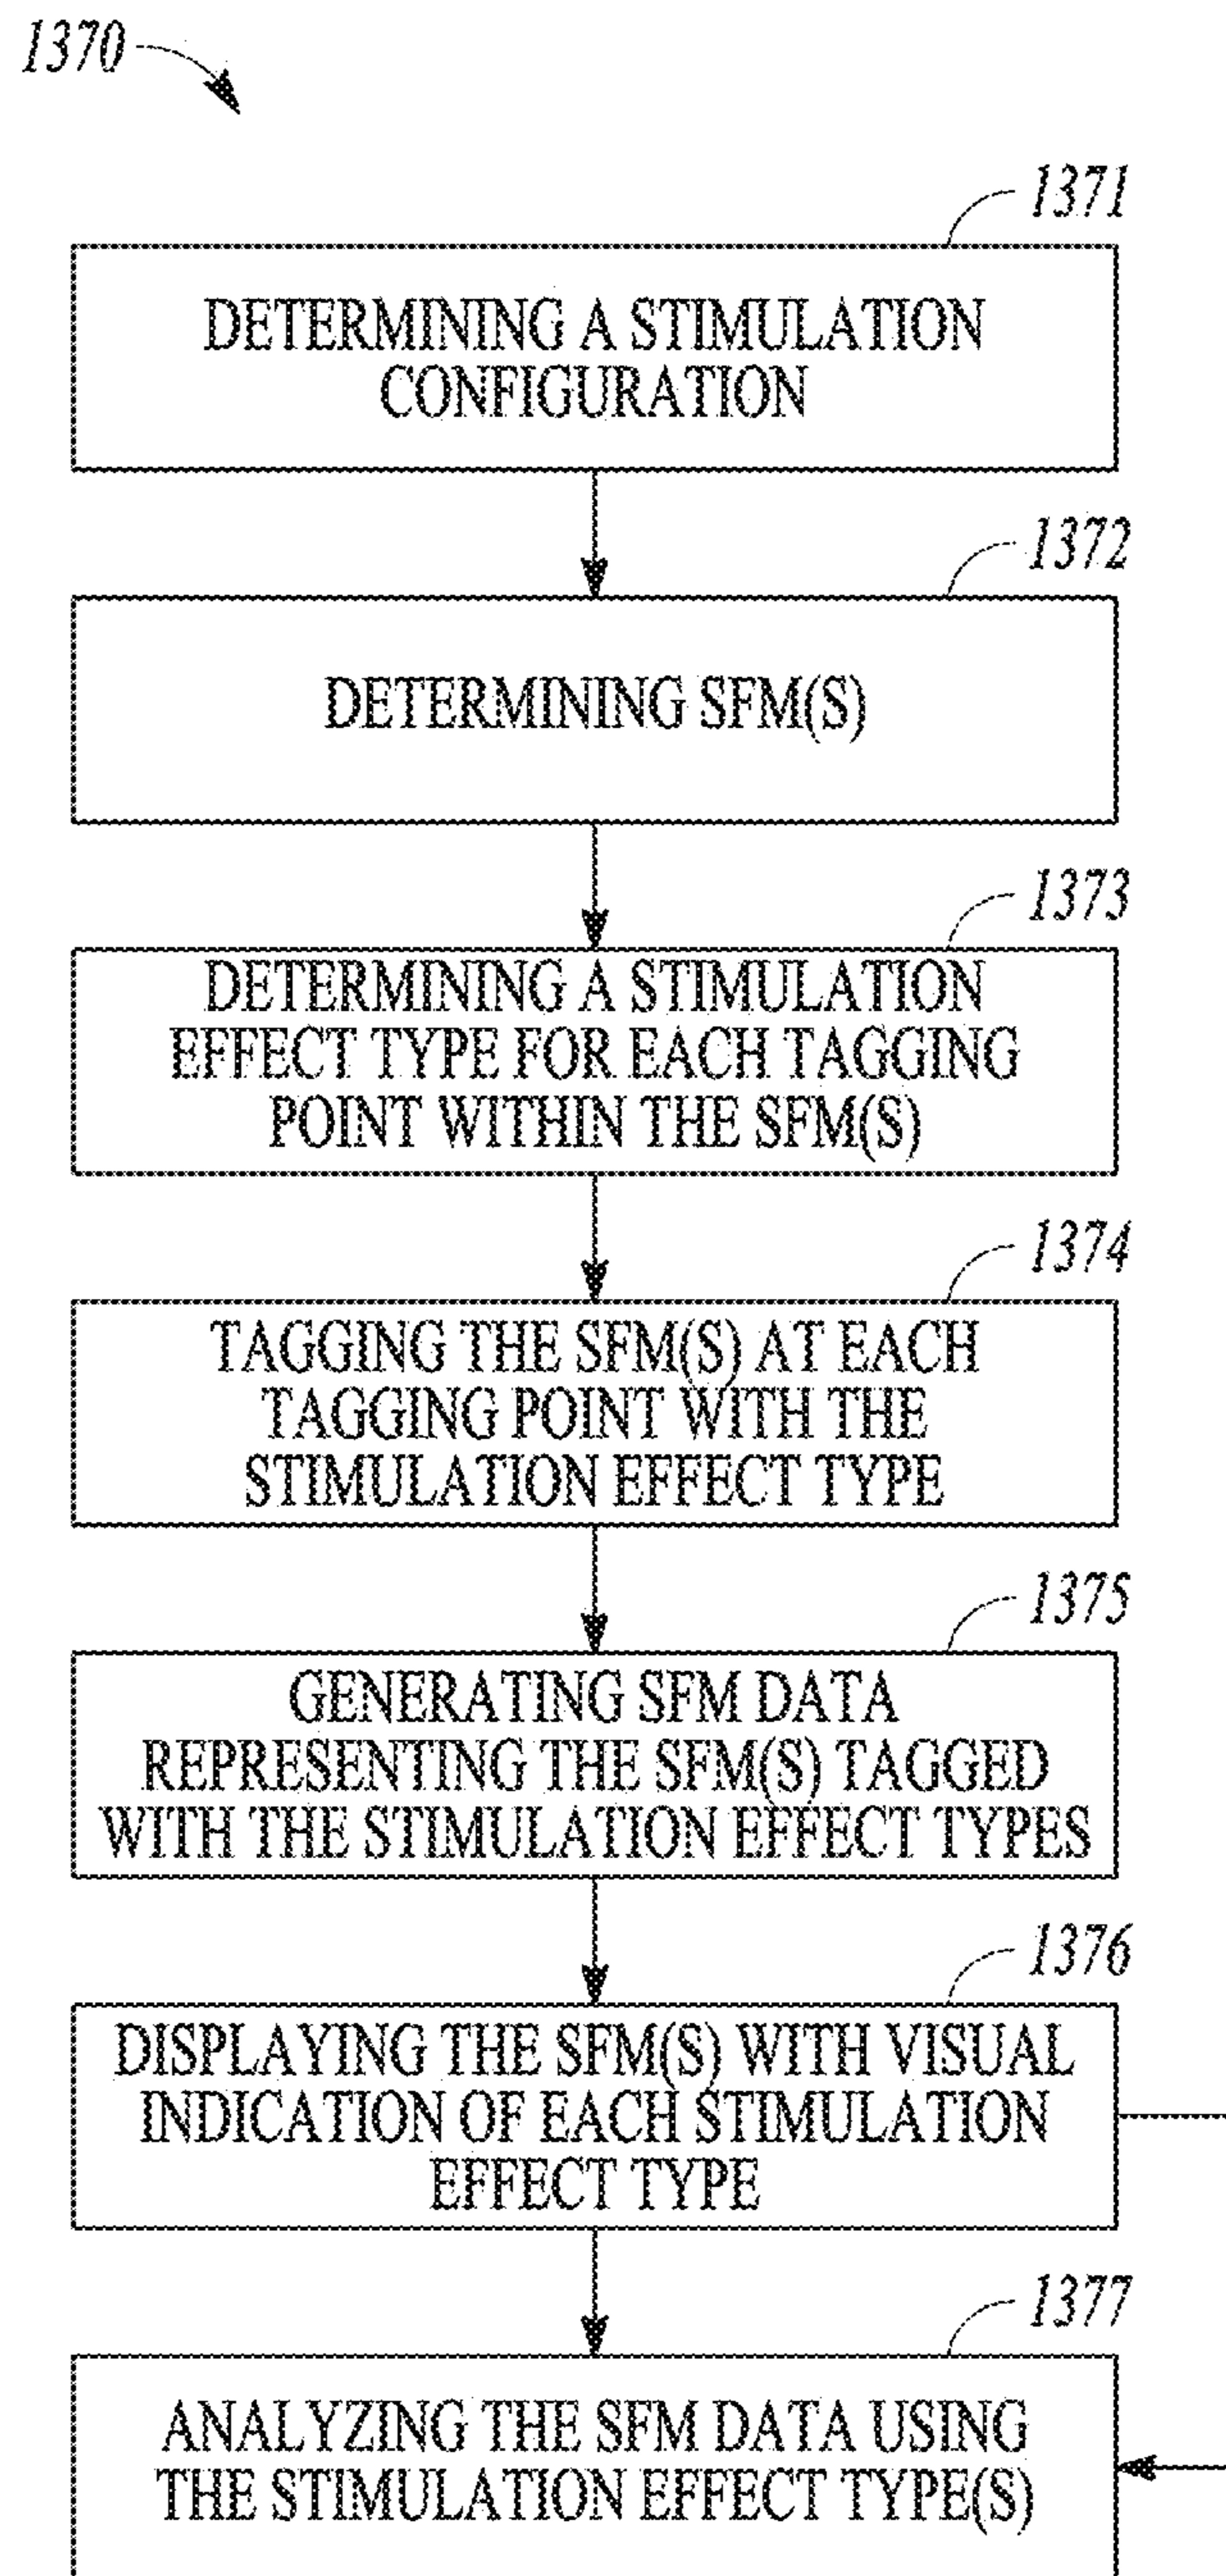 1370
1371
DETERMINING A STIMULATION
CONFIGURATION
1372
DETERMINING SFM(S)
1373
DETERMINING A STIMULATION
EFFECT TYPE FOR EACH TAGGING
POINT WITHIN THE SFM(S)
1374
TAGGING THE SFM(S) AT EACH
TAGGING POINT WITH THE
STIMULATION EFFECT TYPE
1375
GENERATING SFM DATA
REPRESENTING THE SFM(S) TAGGED
WITH THE STIMULATION EFFECT TYPES
1376
DISPLAYING THE SFM(S) WITH VISUAL
INDICATION OF EACH STIMULATION
EFFECT TYPE
1377
ANALYZING THE SFM DATA USING
THE STIMULATION EFFECT TYPE(S)